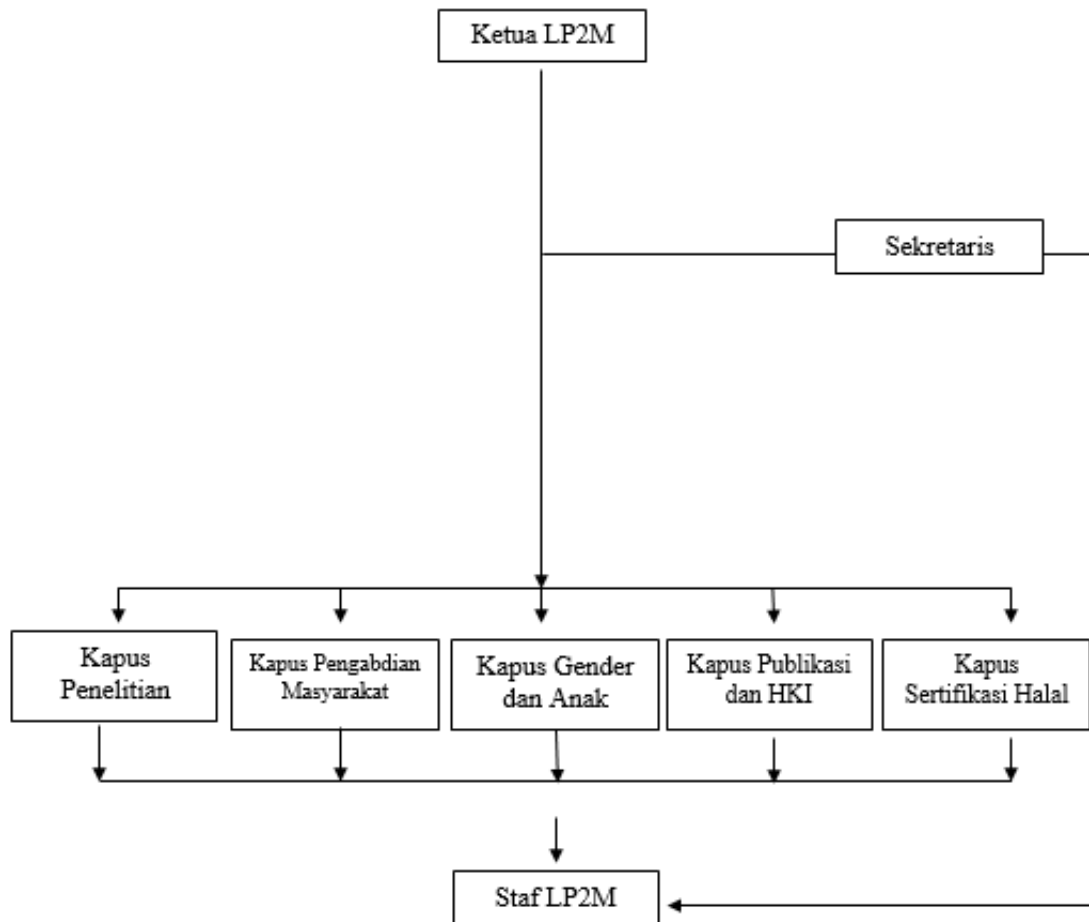 Ketua LP2M
Sekretaris
Kapus
Penelitian
Kapus Pengabdian
Masyarakat
Kapus Gender
dan Anak
Kapus Publikasi
dan HKI
Kapus
Sertifikasi Halal
Staf LP2M